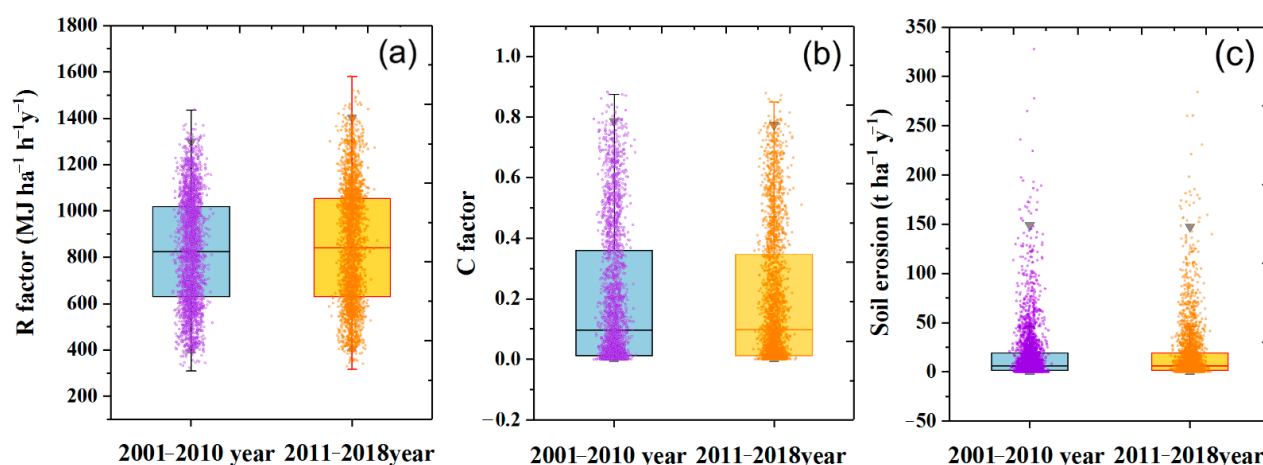 (a)
R factor (MJ ha⁻¹ h⁻¹y⁻¹)
1800
1600
1400
1200
1000
800
600
400
200
2001–2010 year 2011–2018year
(b)
C factor
1.0
0.8
0.6
0.4
0.2
0.0
−0.2
2001–2010 year 2011–2018year
(c)
Soil erosion (t ha⁻¹ y⁻¹)
350
300
250
200
150
100
50
0
−50
2001–2010 year 2011–2018year